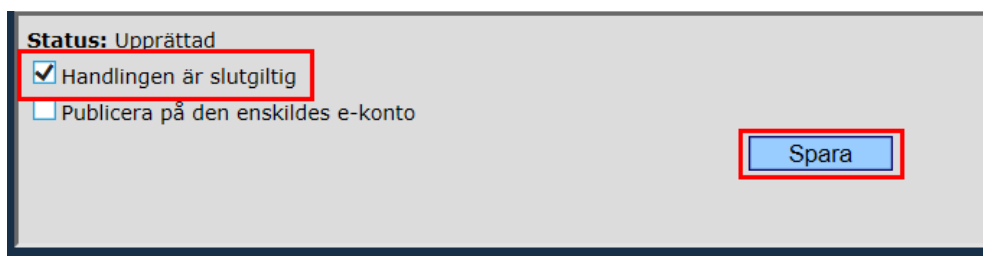 Status: Upprättad
Handlingen är slutgiltig
Publicera på den enskildes e-konto
Spara